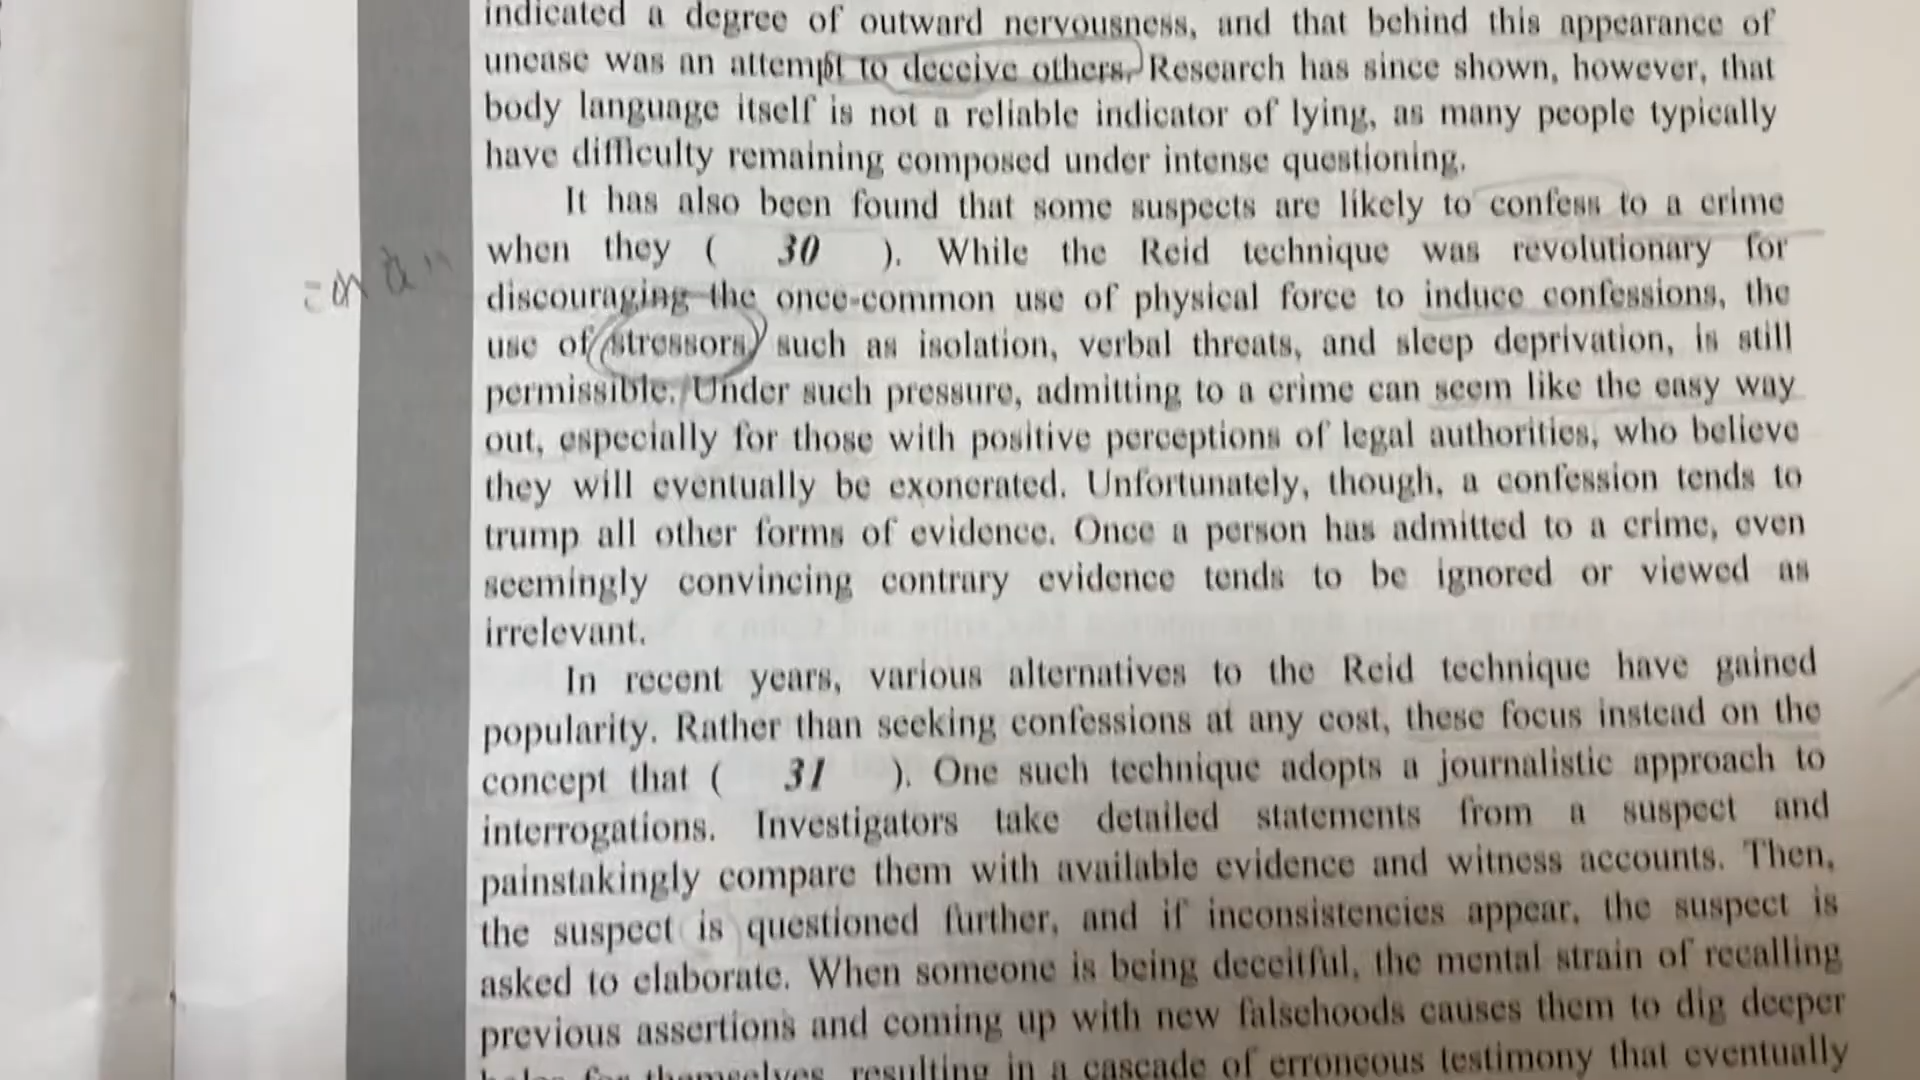 indicated a degree of outward nervousness, and that behind this appearance of
unease was an attempt to deceive others. Research has since shown, however, that
body language itself is not a reliable indicator of lying, as many people typically
have difficulty remaining composed under intense questioning.
It has also been found that some suspects are likely to confess to a crime
when they ( 30 ). While the Reid technique was revolutionary for
discouraging the once-common use of physical force to induce confessions, the
use of stressors, such as isolation, verbal threats, and sleep deprivation, is still
permissible. Under such pressure, admitting to a crime can seem like the easy way
out, especially for those with positive perceptions of legal authorities, who believe
they will eventually be exonerated. Unfortunately, though, a confession tends to
trump all other forms of evidence. Once a person has admitted to a crime, even
seemingly convincing contrary evidence tends to be ignored or viewed as
irrelevant.
In recent years, various alternatives to the Reid technique have gained
popularity. Rather than seeking confessions at any cost, these focus instead on the
concept that ( 31 ). One such technique adopts a journalistic approach to
interrogations. Investigators take detailed statements from a suspect and
painstakingly compare them with available evidence and witness accounts. Then,
the suspect is questioned further, and if inconsistencies appear, the suspect is
asked to elaborate. When someone is being deceitful, the mental strain of recalling
previous assertions and coming up with new falsehoods causes them to dig deeper
holes for themselves, resulting in a cascade of erroneous testimony that eventually